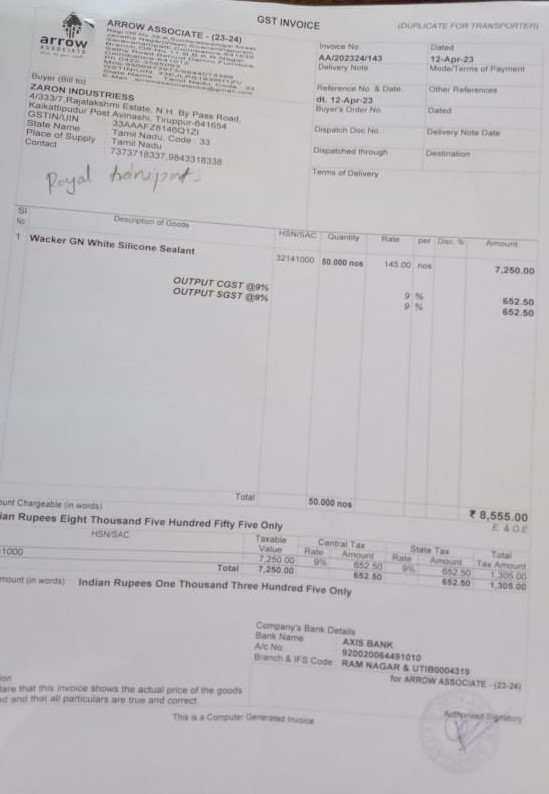 GST INVOICE
(DUPLICATE FOR TRANSPORTER)
arrow
ASSOCIATE
ARROW ASSOCIATE - (23-24)
Invoice No.
AA/202324/143
Dated
12-Apr-23
Delivery Note
Mode/Terms of Payment
Reference No. & Date.
dt. 12-Apr-23
Other References
Buyer's Order No.
Dated
Dispatch Doc No.
Delivery Note Date
Dispatched through
Destination
Terms of Delivery
Buyer (Bill to)
ZARON INDUSTRIESS
4/333/7,Rajalakshmi Estate, N.H. By Pass Road,
Kaikattipudur Post,Avinashi, Tiruppur-641654
GSTIN/UIN : 33AAAFZ8146Q1ZI
State Name : Tamil Nadu, Code : 33
Place of Supply : Tamil Nadu
Contact : 7373718337,9843318338
Royal transport
Sl No
Description of Goods
HSN/SAC Quantity Rate per Disc. % Amount
1 Wacker GN White Silicone Sealant 32141000 50.000 nos 145.00 nos 7,250.00
OUTPUT CGST @9% 9 % 652.50
OUTPUT SGST @9% 9 % 652.50
Total 50.000 nos ₹ 8,555.00
ount Chargeable (in words) E. & O.E
ian Rupees Eight Thousand Five Hundred Fifty Five Only
HSN/SAC Taxable Value Central Tax Rate Amount State Tax Rate Amount Total Tax Amount
1000 7,250.00 9% 652.50 9% 652.50 1,305.00
Total 7,250.00 652.50 652.50 1,305.00
mount (in words) : Indian Rupees One Thousand Three Hundred Five Only
Company's Bank Details
Bank Name : AXIS BANK
A/c No. : 920020064491010
Branch & IFS Code : RAM NAGAR & UTIB0004319
for ARROW ASSOCIATE - (23-24)
ion
lare that this invoice shows the actual price of the goods
ed and that all particulars are true and correct.
Authorised Signatory
This is a Computer Generated Invoice